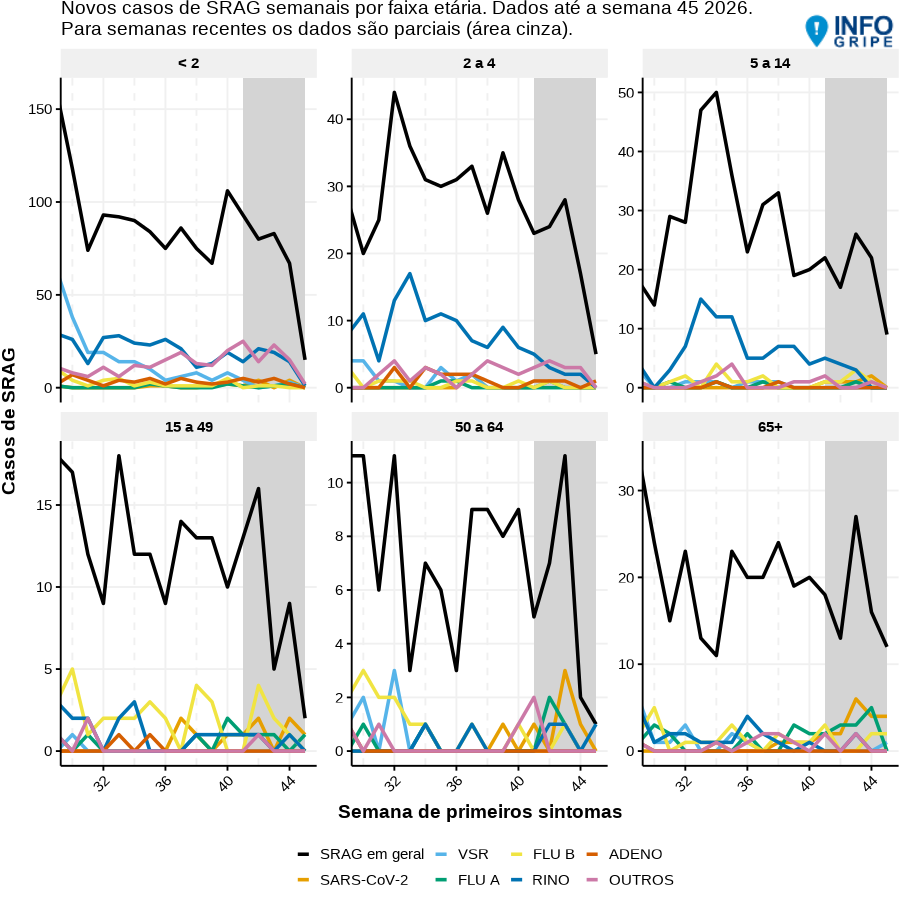 Novos casos de SRAG semanais por faixa etária. Dados até a semana 45 2026.
Para semanas recentes os dados são parciais (área cinza).
INFO
GRIPE
< 2
2 a 4
5 a 14
150
100
50
0
40
30
20
10
0
50
40
30
20
10
0
Casos de SRAG
15 a 49
50 a 64
65+
15
10
5
0
10
8
6
4
2
0
30
20
10
0
32 36 40 44
32 36 40 44
32 36 40 44
Semana de primeiros sintomas
SRAG em geral VSR FLU B ADENO
SARS-CoV-2 FLU A RINO OUTROS